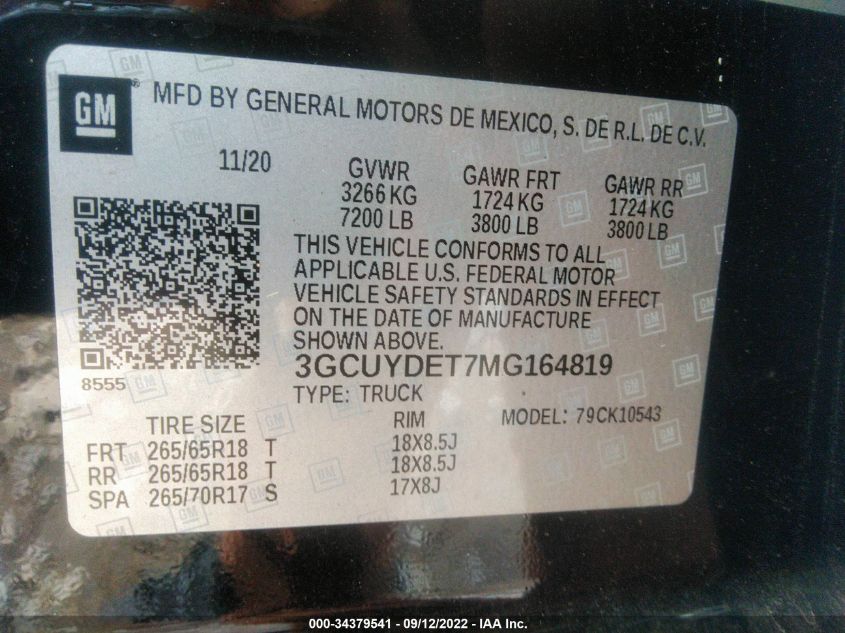 GM ® MFD BY GENERAL MOTORS DE MEXICO, S. DE R.L. DE C.V.
11/20 GVWR GAWR FRT GAWR RR
3266 KG 1724 KG 1724 KG
7200 LB 3800 LB 3800 LB
THIS VEHICLE CONFORMS TO ALL
APPLICABLE U.S. FEDERAL MOTOR
VEHICLE SAFETY STANDARDS IN EFFECT
ON THE DATE OF MANUFACTURE
SHOWN ABOVE.
8555 3GCUYDET7MG164819
TYPE: TRUCK
TIRE SIZE RIM MODEL: 79CK10543
FRT 265/65R18 T 18X8.5J
RR 265/65R18 T 18X8.5J
SPA 265/70R17 S 17X8J
000-34379541 - 09/12/2022 - IAA Inc.